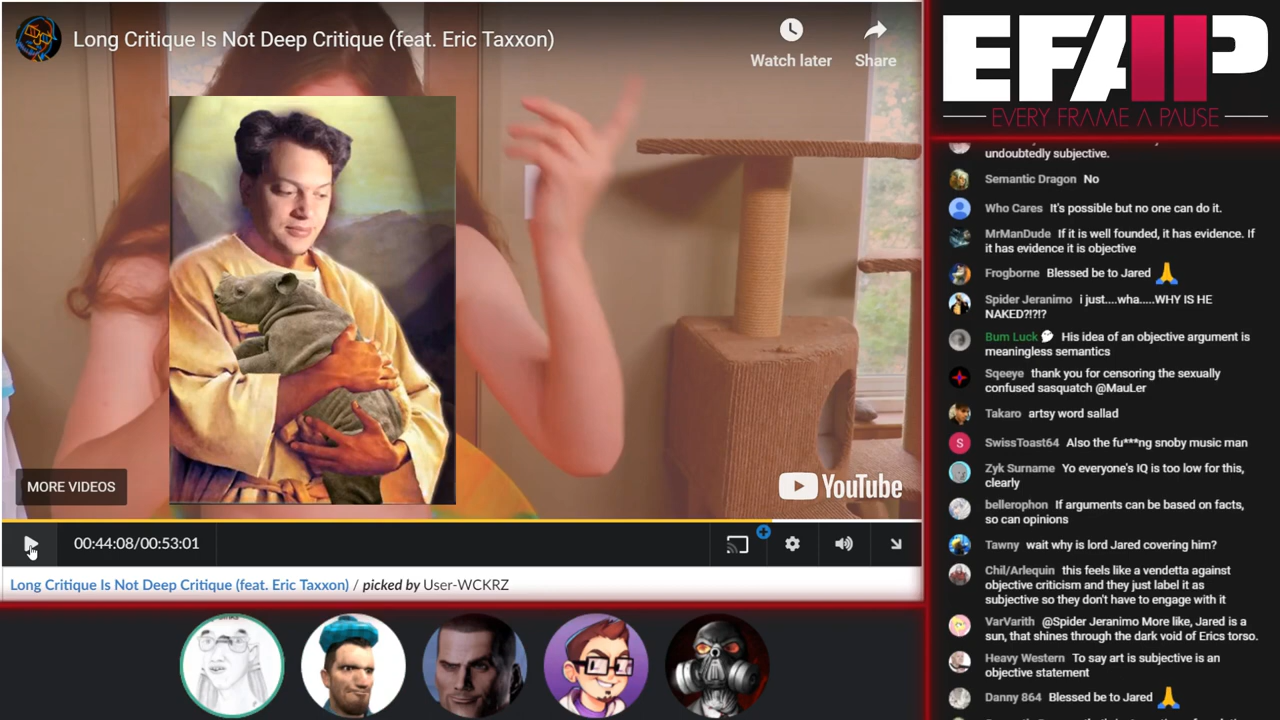 Long Critique Is Not Deep Critique (feat. Eric Taxxon)
Watch later
Share
MORE VIDEOS
YouTube
00:44:08/00:53:01
Long Critique Is Not Deep Critique (feat. Eric Taxxon) / picked by User-WCKRZ
EFAP
EVERY FRAME A PAUSE
undoubtedly subjective.
Semantic Dragon No
Who Cares It's possible but no one can do it.
MrManDude If it is well founded, it has evidence. If
it has evidence it is objective
Frogborne Blessed be to Jared 🙏
Spider Jeranimo i just....wha.....WHY IS HE
NAKED?!?!?
Bum Luck His idea of an objective argument is
meaningless semantics
Sqeeye thank you for censoring the sexually
confused sasquatch @MauLer
Takaro artsy word sallad
S
SwissToast64 Also the fu***ng snoby music man
Zyk Surname Yo everyone's IQ is too low for this,
clearly
bellerophon If arguments can be based on facts,
so can opinions
Tawny wait why is lord Jared covering him?
Chil/Arlequin this feels like a vendetta against
objective criticism and they just label it as
subjective so they don't have to engage with it
VarVarith @Spider Jeranimo More like, Jared is a
sun, that shines through the dark void of Erics torso.
Heavy Western To say art is subjective is an
objective statement
Danny 864 Blessed be to Jared 🙏